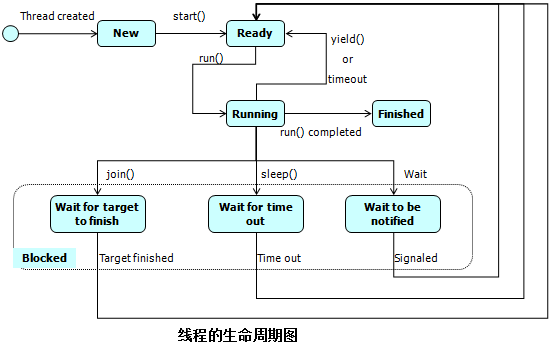 Thread created
start()
New
Ready
run()
yield()
or
timeout
Running
Finished
run() completed
join()
sleep()
Wait
Wait for target
to finish
Wait for time
out
Wait to be
notified
Blocked
Target finished
Time out
Signaled
线程的生命周期图